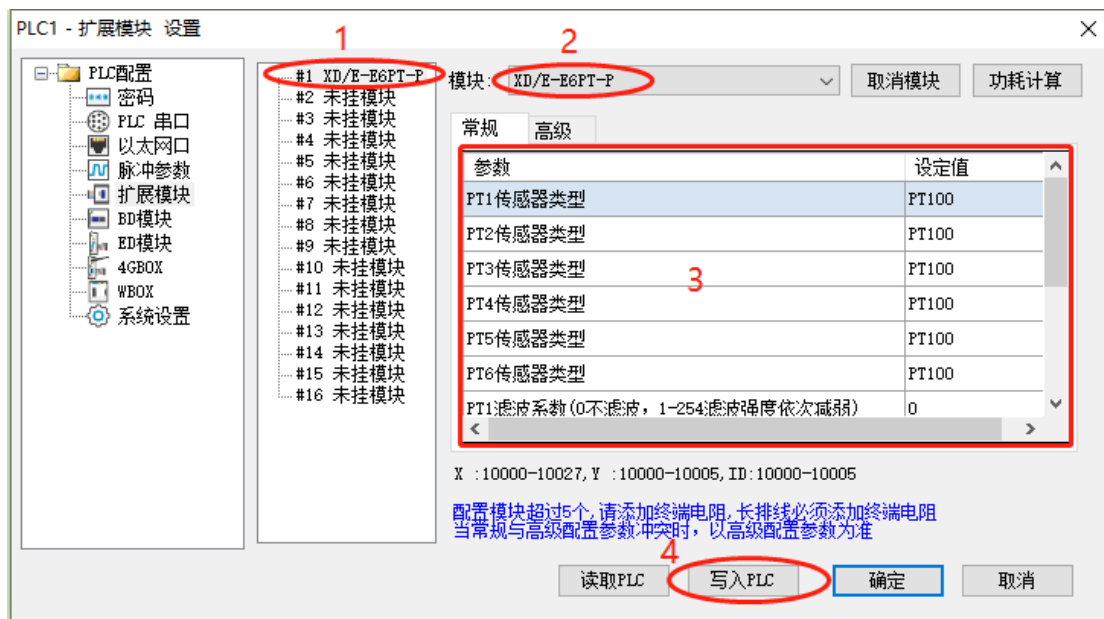 PLC1 - 扩展模块 设置
1
2
PLC配置
密码
PLC 串口
以太网口
脉冲参数
扩展模块
BD模块
ED模块
4GBOX
WBOX
系统设置
#1 XD/E-E6PT-P
#2 未挂模块
#3 未挂模块
#4 未挂模块
#5 未挂模块
#6 未挂模块
#7 未挂模块
#8 未挂模块
#9 未挂模块
#10 未挂模块
#11 未挂模块
#12 未挂模块
#13 未挂模块
#14 未挂模块
#15 未挂模块
#16 未挂模块
模块: XD/E-E6PT-P 取消模块 功耗计算
常规 高级
参数 设定值
PT1传感器类型 PT100
PT2传感器类型 PT100
PT3传感器类型 PT100
3
PT4传感器类型 PT100
PT5传感器类型 PT100
PT6传感器类型 PT100
PT1滤波系数(0不滤波，1-254滤波强度依次减弱) 0
X :10000-10027,Y :10000-10005,ID:10000-10005
配置模块超过5个,请添加终端电阻,长排线必须添加终端电阻
当常规与高级配置参数冲突时，以高级配置参数为准
4
读取PLC 写入PLC 确定 取消